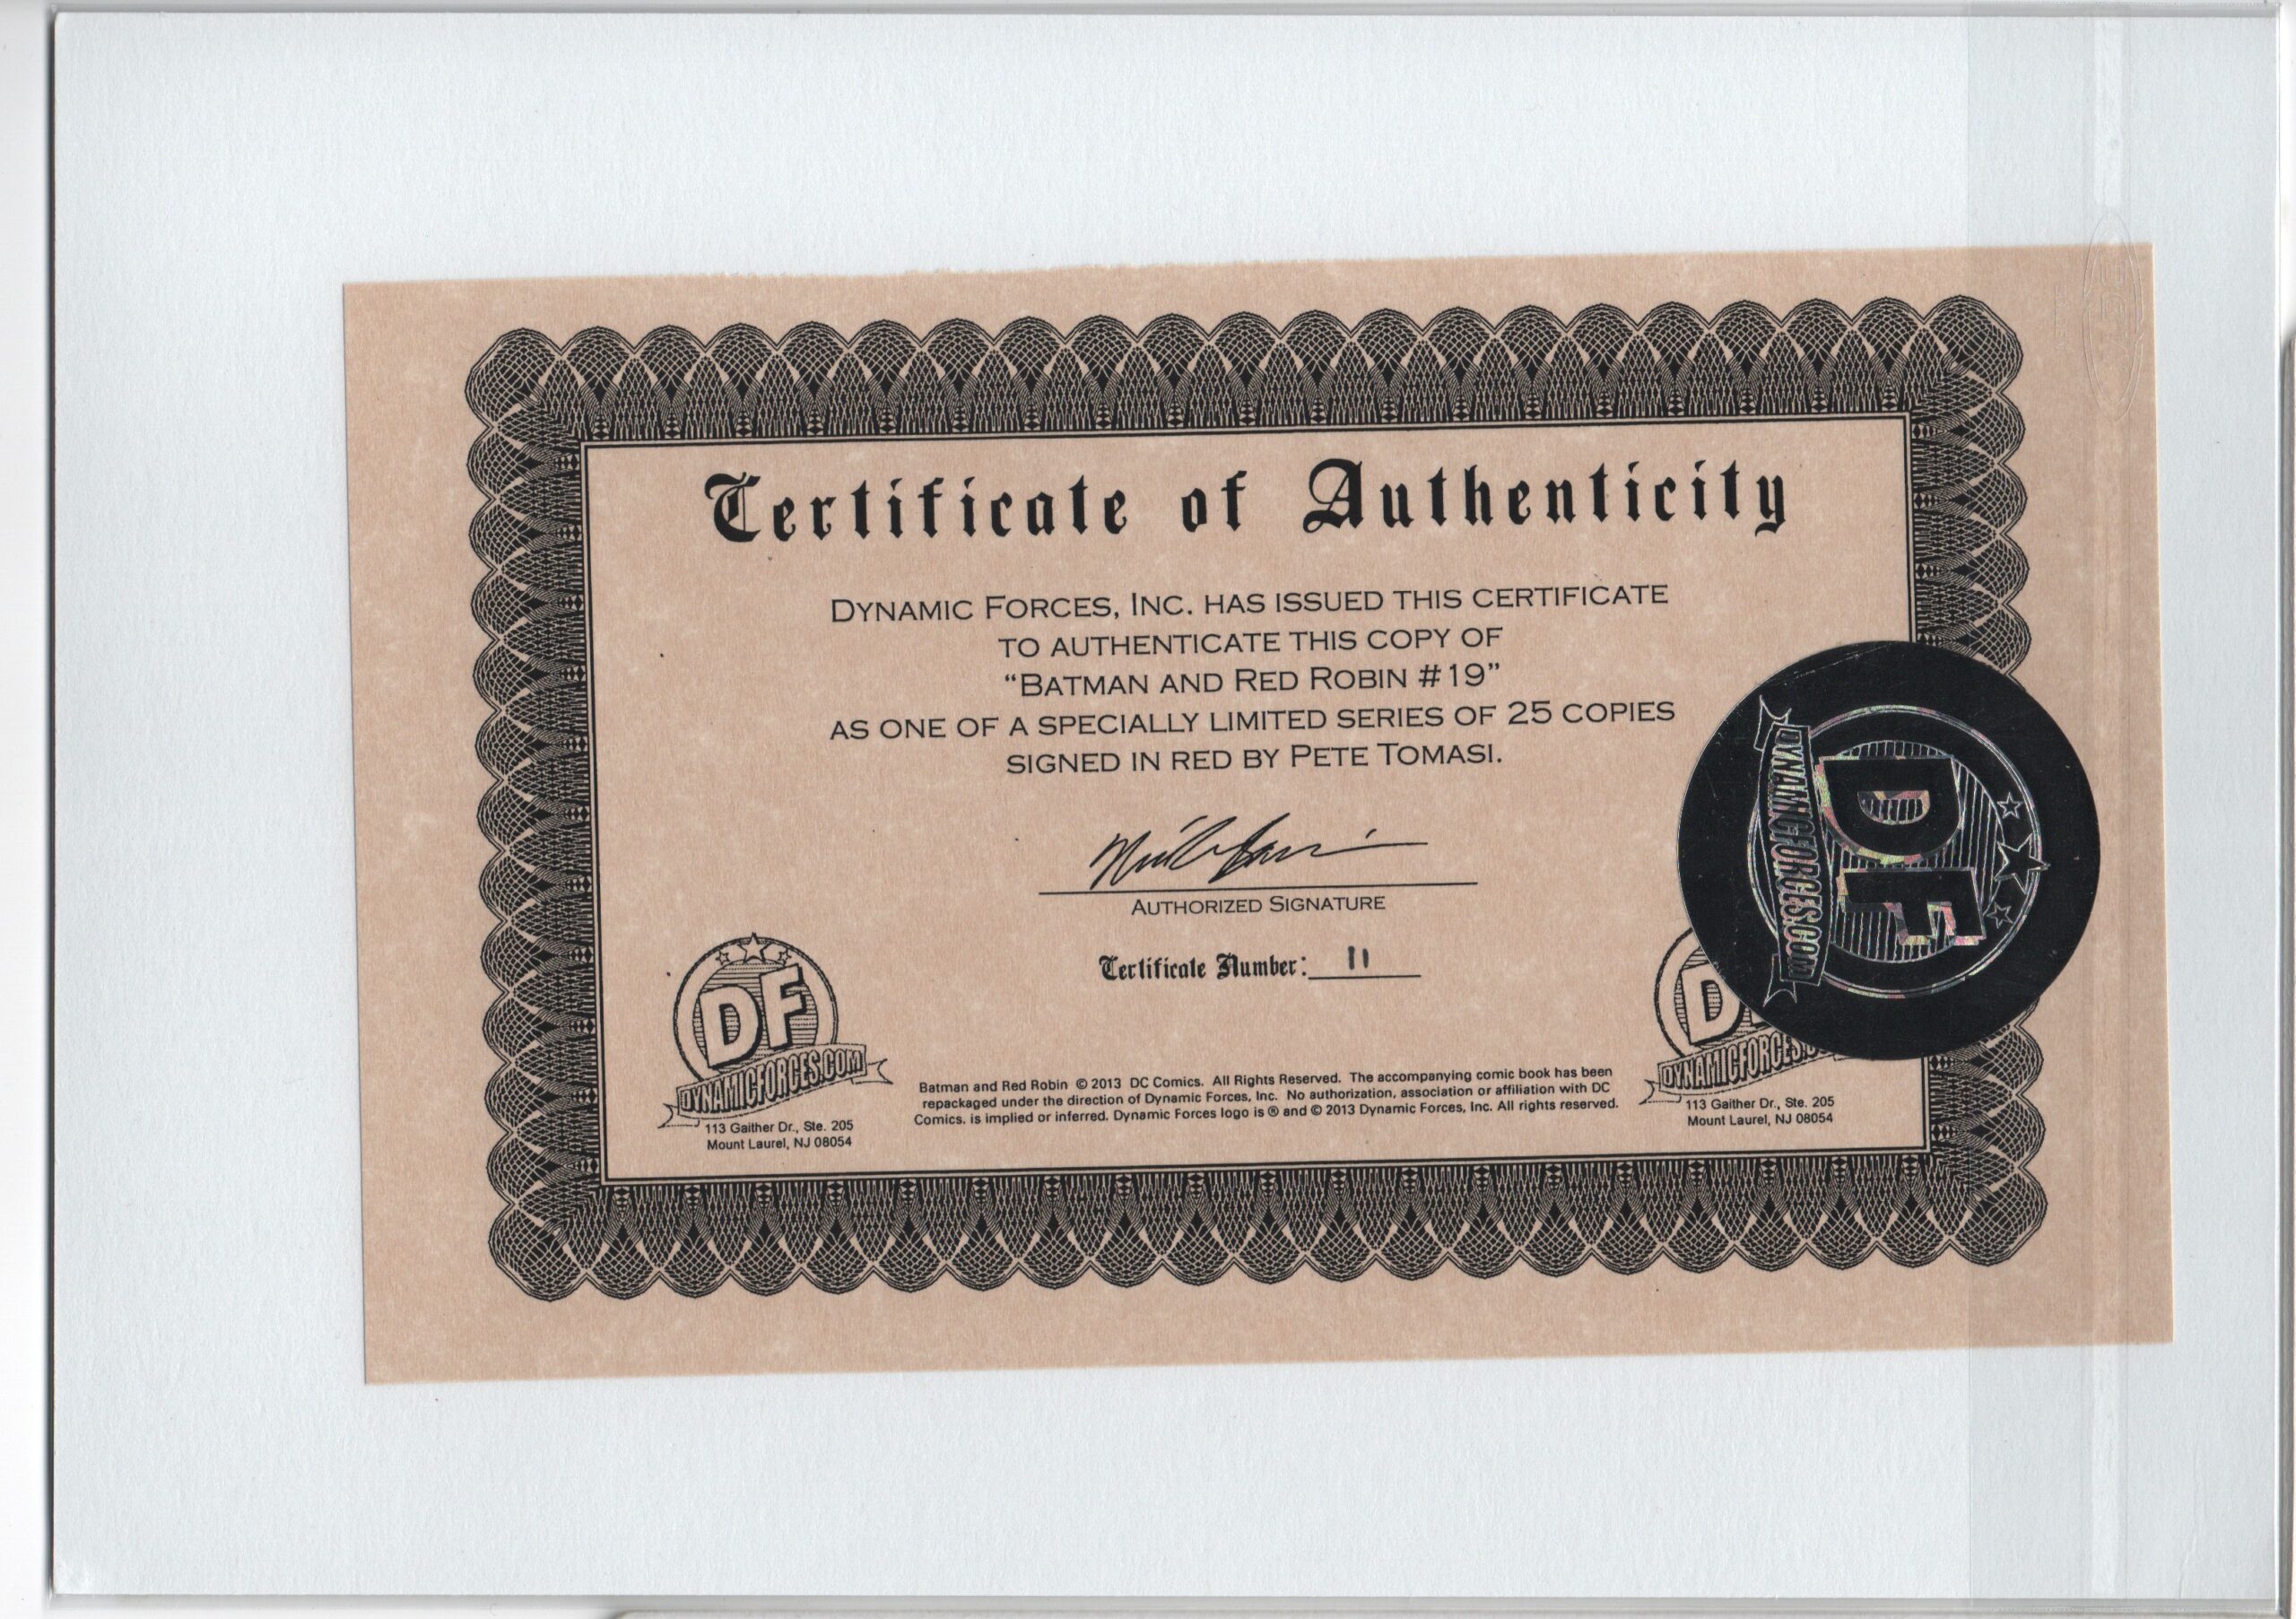 Certificate of Authenticity
DYNAMIC FORCES, INC. HAS ISSUED THIS CERTIFICATE
TO AUTHENTICATE THIS COPY OF
“BATMAN AND RED ROBIN #19”
AS ONE OF A SPECIALLY LIMITED SERIES OF 25 COPIES
SIGNED IN RED BY PETE TOMASI.
AUTHORIZED SIGNATURE
Certificate Number: 11
DF
DYNAMICFORCES.COM
113 Gaither Dr., Ste. 205
Mount Laurel, NJ 08054
Batman and Red Robin © 2013 DC Comics. All Rights Reserved. The accompanying comic book has been
repackaged under the direction of Dynamic Forces, Inc. No authorization, association or affiliation with DC
Comics. is implied or inferred. Dynamic Forces logo is ® and © 2013 Dynamic Forces, Inc. All rights reserved.
DF
DYNAMICFORCES.COM
D
DYNAMICFORCES.
113 Gaither Dr., Ste. 205
Mount Laurel, NJ 08054